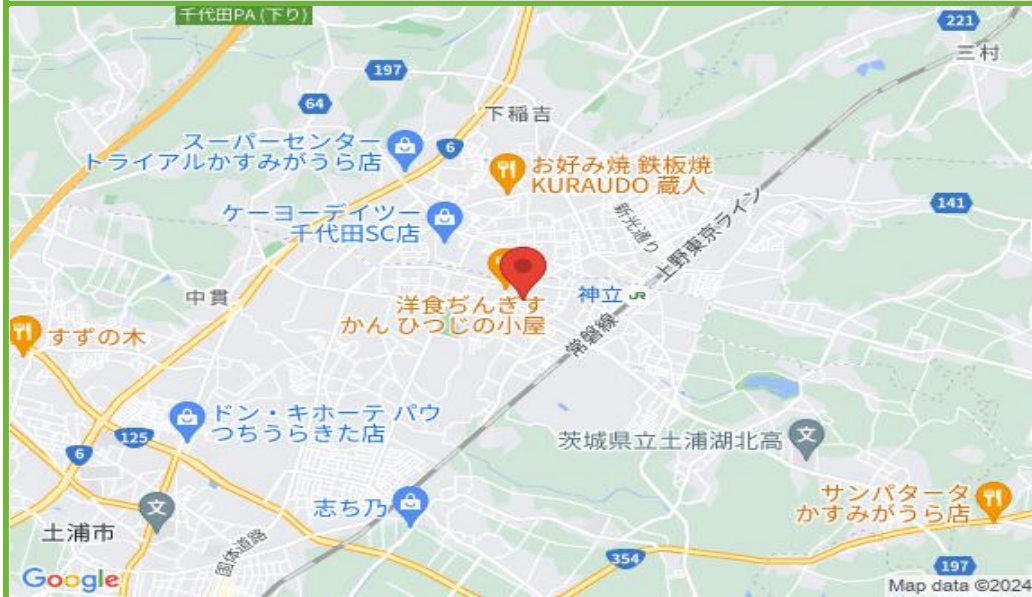 千代田PA (下り)
221
三村
197
64
下稲吉
スーパーセンター
トライアルかすみがうら店
6
お好み焼 鉄板焼
KURAUDO 蔵人
141
ケーヨーデイツー
千代田SC店
新光通り
上野東京ライン
中貫
洋食ぢんぎす
かん ひつじの小屋
神立
JR
すずの木
常磐線
ドン・キホーテ パウ
つちうらきた店
125
6
茨城県立土浦湖北高
文
サンパタータ
かすみがうら店
文
志ち乃
土浦市
国体道路
354
197
Google
Map data ©2024